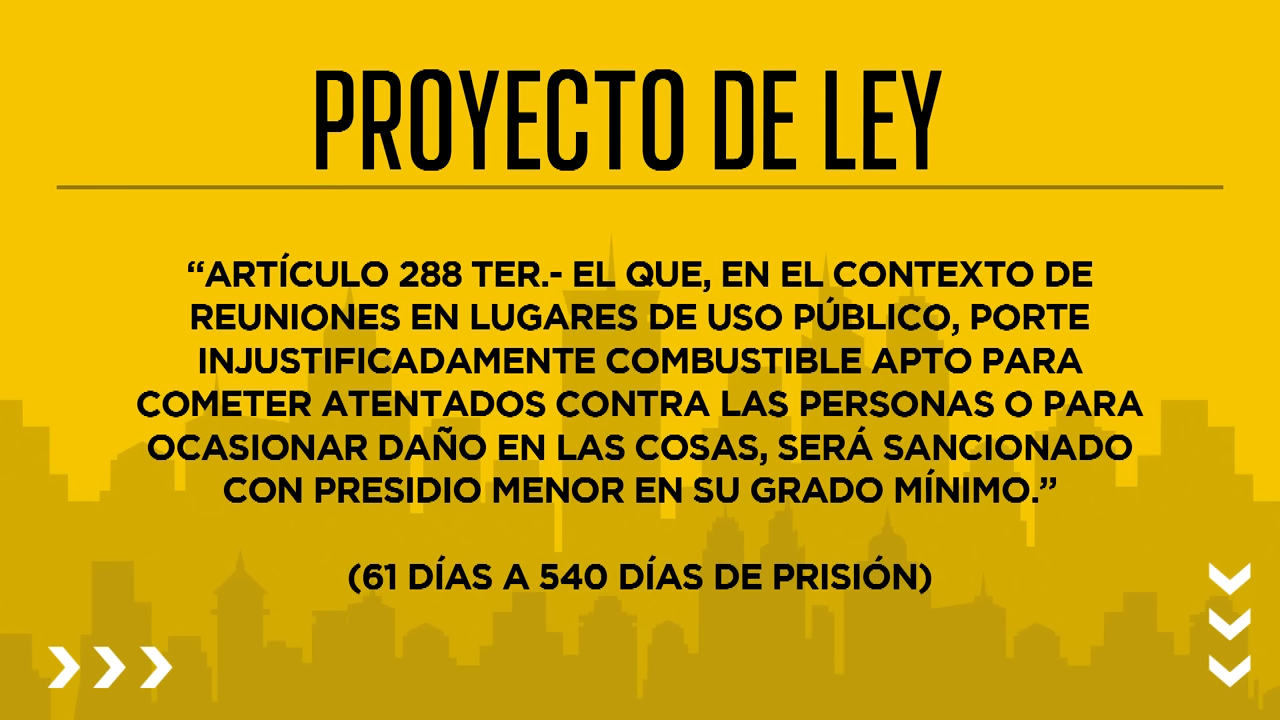 PROYECTO DE LEY
“ARTÍCULO 288 TER.- EL QUE, EN EL CONTEXTO DE
REUNIONES EN LUGARES DE USO PÚBLICO, PORTE
INJUSTIFICADAMENTE COMBUSTIBLE APTO PARA
COMETER ATENTADOS CONTRA LAS PERSONAS O PARA
OCASIONAR DAÑO EN LAS COSAS, SERÁ SANCIONADO
CON PRESIDIO MENOR EN SU GRADO MÍNIMO.”
(61 DÍAS A 540 DÍAS DE PRISIÓN)